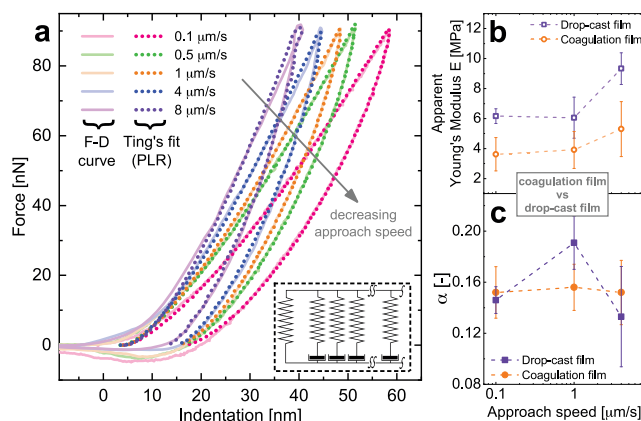 a
0.1 μm/s
0.5 μm/s
1 μm/s
4 μm/s
8 μm/s
F-D
curve
Ting's fit
(PLR)
decreasing
approach speed
Force [nN]
80
60
40
20
0
0 10 20 30 40 50 60
Indentation [nm]
b
Drop-cast film
Coagulation film
Apparent
Young's Modulus E [MPa]
12
10
8
6
4
2
coagulation film
vs
drop-cast film
c
α [-]
0.20
0.16
0.12
0.08
Drop-cast film
Coagulation film
0.1 1
Approach speed [μm/s]